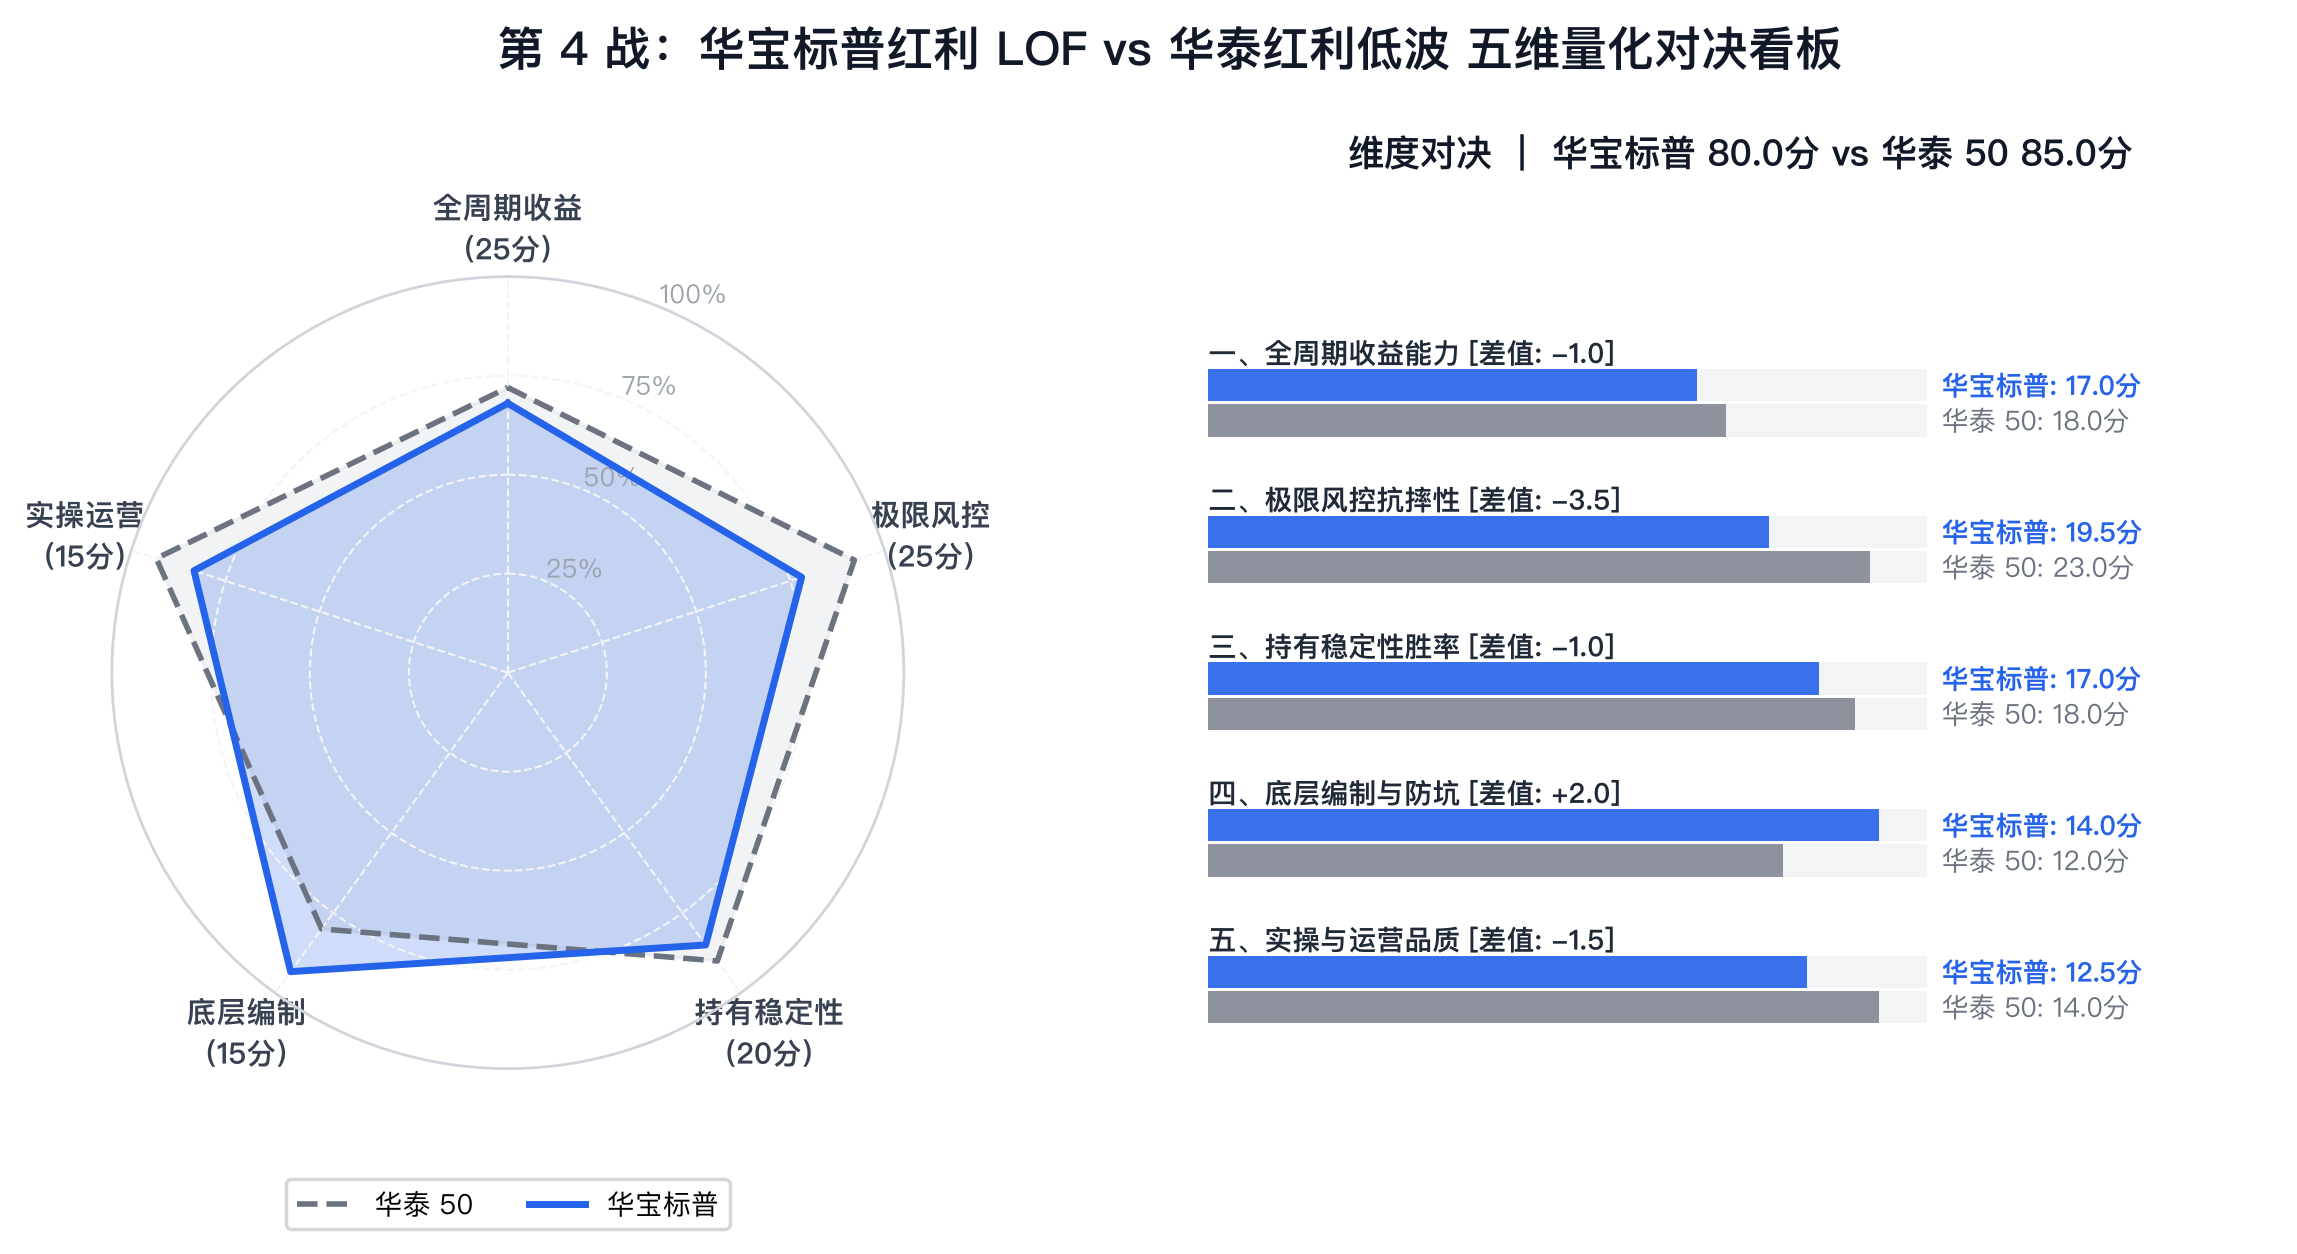 第 4 战：华宝标普红利 LOF vs 华泰红利低波 五维量化对决看板
维度对决 ｜ 华宝标普 80.0分 vs 华泰 50 85.0分
全周期收益
(25分)
100%
75%
50%
25%
实操运营
(15分)
极限风控
(25分)
底层编制
(15分)
持有稳定性
(20分)
华泰 50
华宝标普
一、全周期收益能力 [差值: −1.0]
华宝标普: 17.0分
华泰 50: 18.0分
二、极限风控抗摔性 [差值: −3.5]
华宝标普: 19.5分
华泰 50: 23.0分
三、持有稳定性胜率 [差值: −1.0]
华宝标普: 17.0分
华泰 50: 18.0分
四、底层编制与防坑 [差值: +2.0]
华宝标普: 14.0分
华泰 50: 12.0分
五、实操与运营品质 [差值: −1.5]
华宝标普: 12.5分
华泰 50: 14.0分